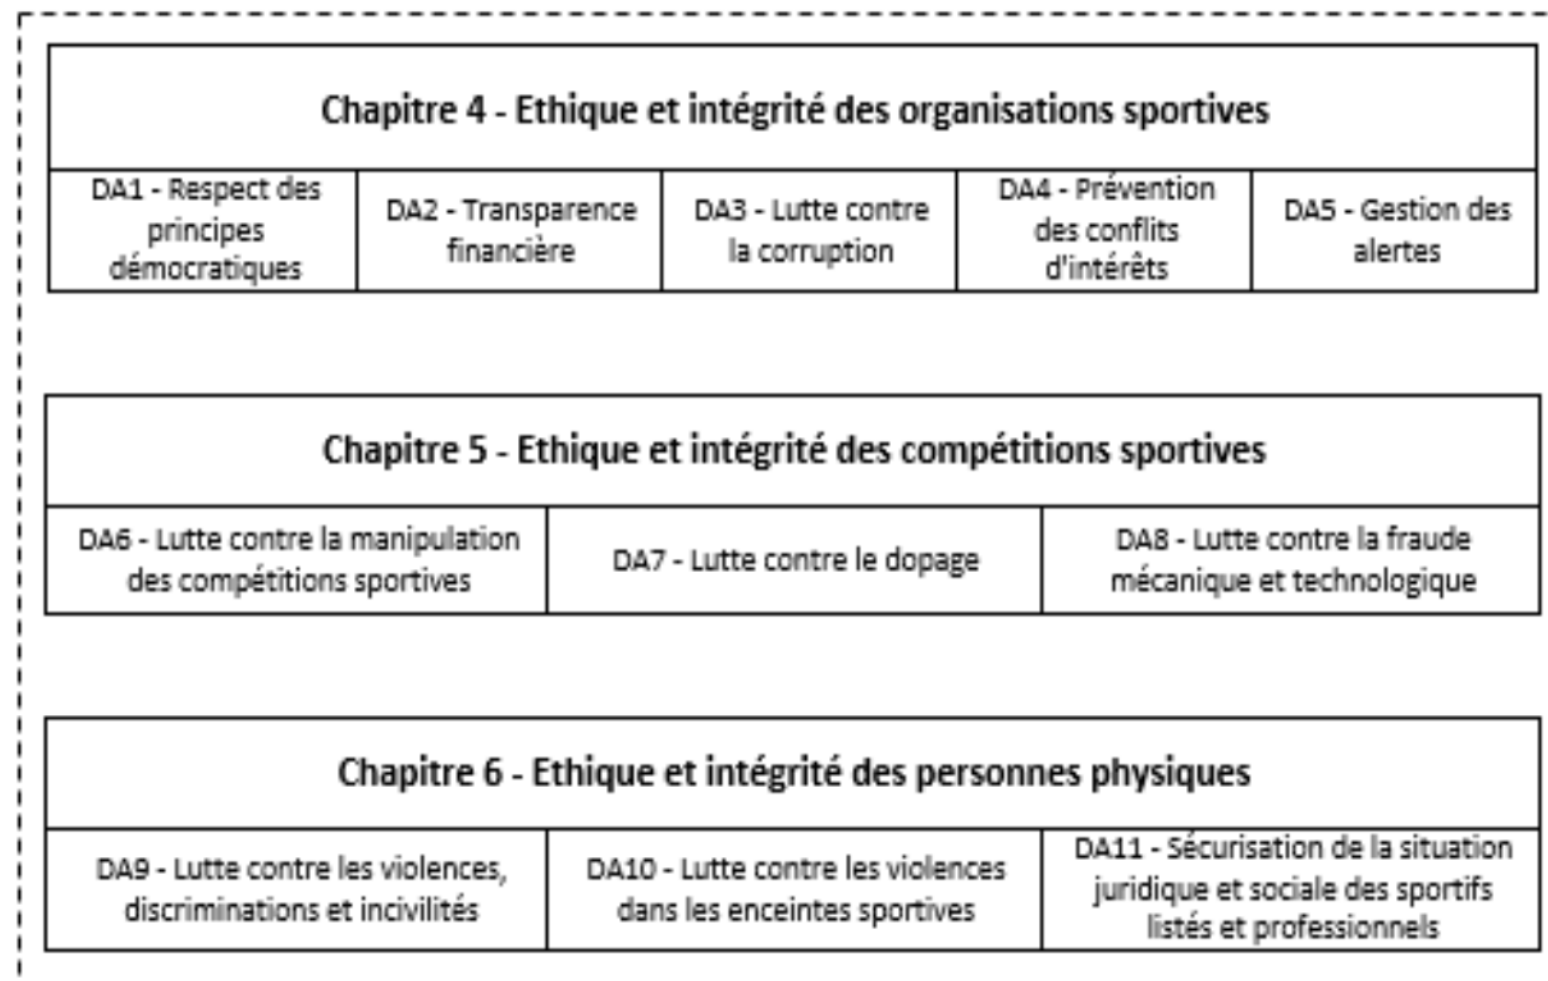 Chapitre 4 - Ethique et intégrité des organisations sportives
DA1 - Respect des
principes
démocratiques
DA2 - Transparence
financière
DA3 - Lutte contre
la corruption
DA4 - Prévention
des conflits
d'intérêts
DA5 - Gestion des
alertes
Chapitre 5 - Ethique et intégrité des compétitions sportives
DA6 - Lutte contre la manipulation
des compétitions sportives
DA7 - Lutte contre le dopage
DA8 - Lutte contre la fraude
mécanique et technologique
Chapitre 6 - Ethique et intégrité des personnes physiques
DA9 - Lutte contre les violences,
discriminations et incivilités
DA10 - Lutte contre les violences
dans les enceintes sportives
DA11 - Sécurisation de la situation
juridique et sociale des sportifs
listés et professionnels